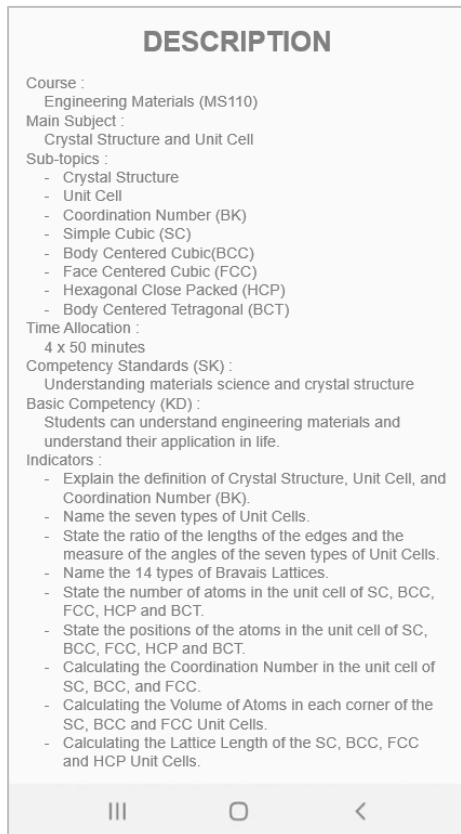 DESCRIPTION
Course :
Engineering Materials (MS110)
Main Subject :
Crystal Structure and Unit Cell
Sub-topics :
- Crystal Structure
- Unit Cell
- Coordination Number (BK)
- Simple Cubic (SC)
- Body Centered Cubic(BCC)
- Face Centered Cubic (FCC)
- Hexagonal Close Packed (HCP)
- Body Centered Tetragonal (BCT)
Time Allocation :
4 x 50 minutes
Competency Standards (SK) :
Understanding materials science and crystal structure
Basic Competency (KD) :
Students can understand engineering materials and
understand their application in life.
Indicators :
- Explain the definition of Crystal Structure, Unit Cell, and
Coordination Number (BK).
- Name the seven types of Unit Cells.
- State the ratio of the lengths of the edges and the
measure of the angles of the seven types of Unit Cells.
- Name the 14 types of Bravais Lattices.
- State the number of atoms in the unit cell of SC, BCC,
FCC, HCP and BCT.
- State the positions of the atoms in the unit cell of SC,
BCC, FCC, HCP and BCT.
- Calculating the Coordination Number in the unit cell of
SC, BCC, and FCC.
- Calculating the Volume of Atoms in each corner of the
SC, BCC and FCC Unit Cells.
- Calculating the Lattice Length of the SC, BCC, FCC
and HCP Unit Cells.